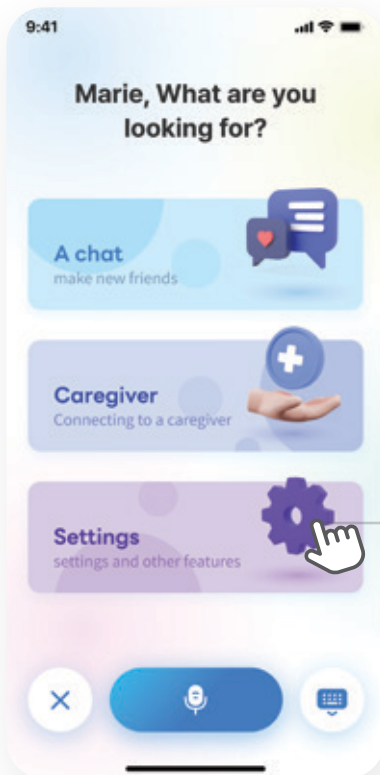 9:41
Marie, What are you
looking for?
A chat
make new friends
Caregiver
Connecting to a caregiver
Settings
settings and other features